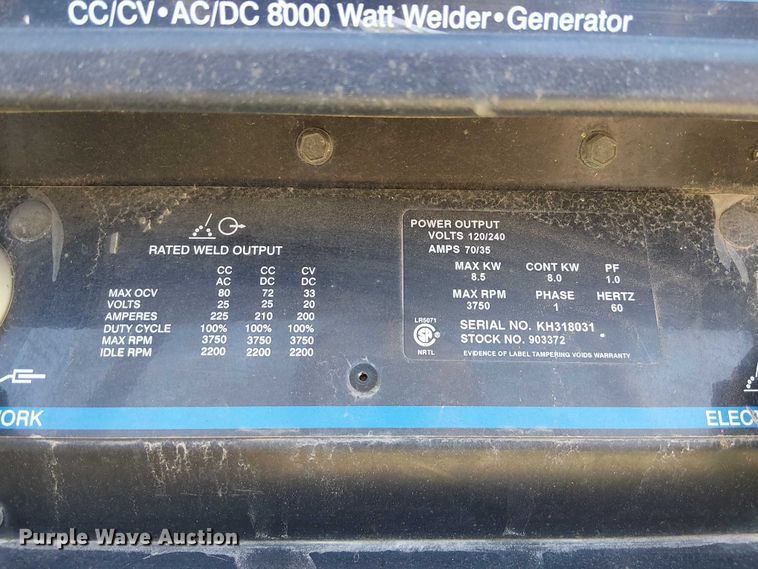 CC/CV•AC/DC 8000 Watt Welder•Generator
RATED WELD OUTPUT
CC CC CV
AC DC DC
MAX OCV 80 72 33
VOLTS 25 25 20
AMPERES 225 210 200
DUTY CYCLE 100% 100% 100%
MAX RPM 3750 3750 3750
IDLE RPM 2200 2200 2200
POWER OUTPUT
VOLTS 120/240
AMPS 70/35
MAX KW CONT KW PF
8.5 8.0 1.0
MAX RPM PHASE HERTZ
3750 1 60
LR5071
NRTL
SERIAL NO. KH318031
STOCK NO. 903372
EVIDENCE OF LABEL TAMPERING VOIDS WARRANTY
WORK
ELECT
Purple Wave Auction